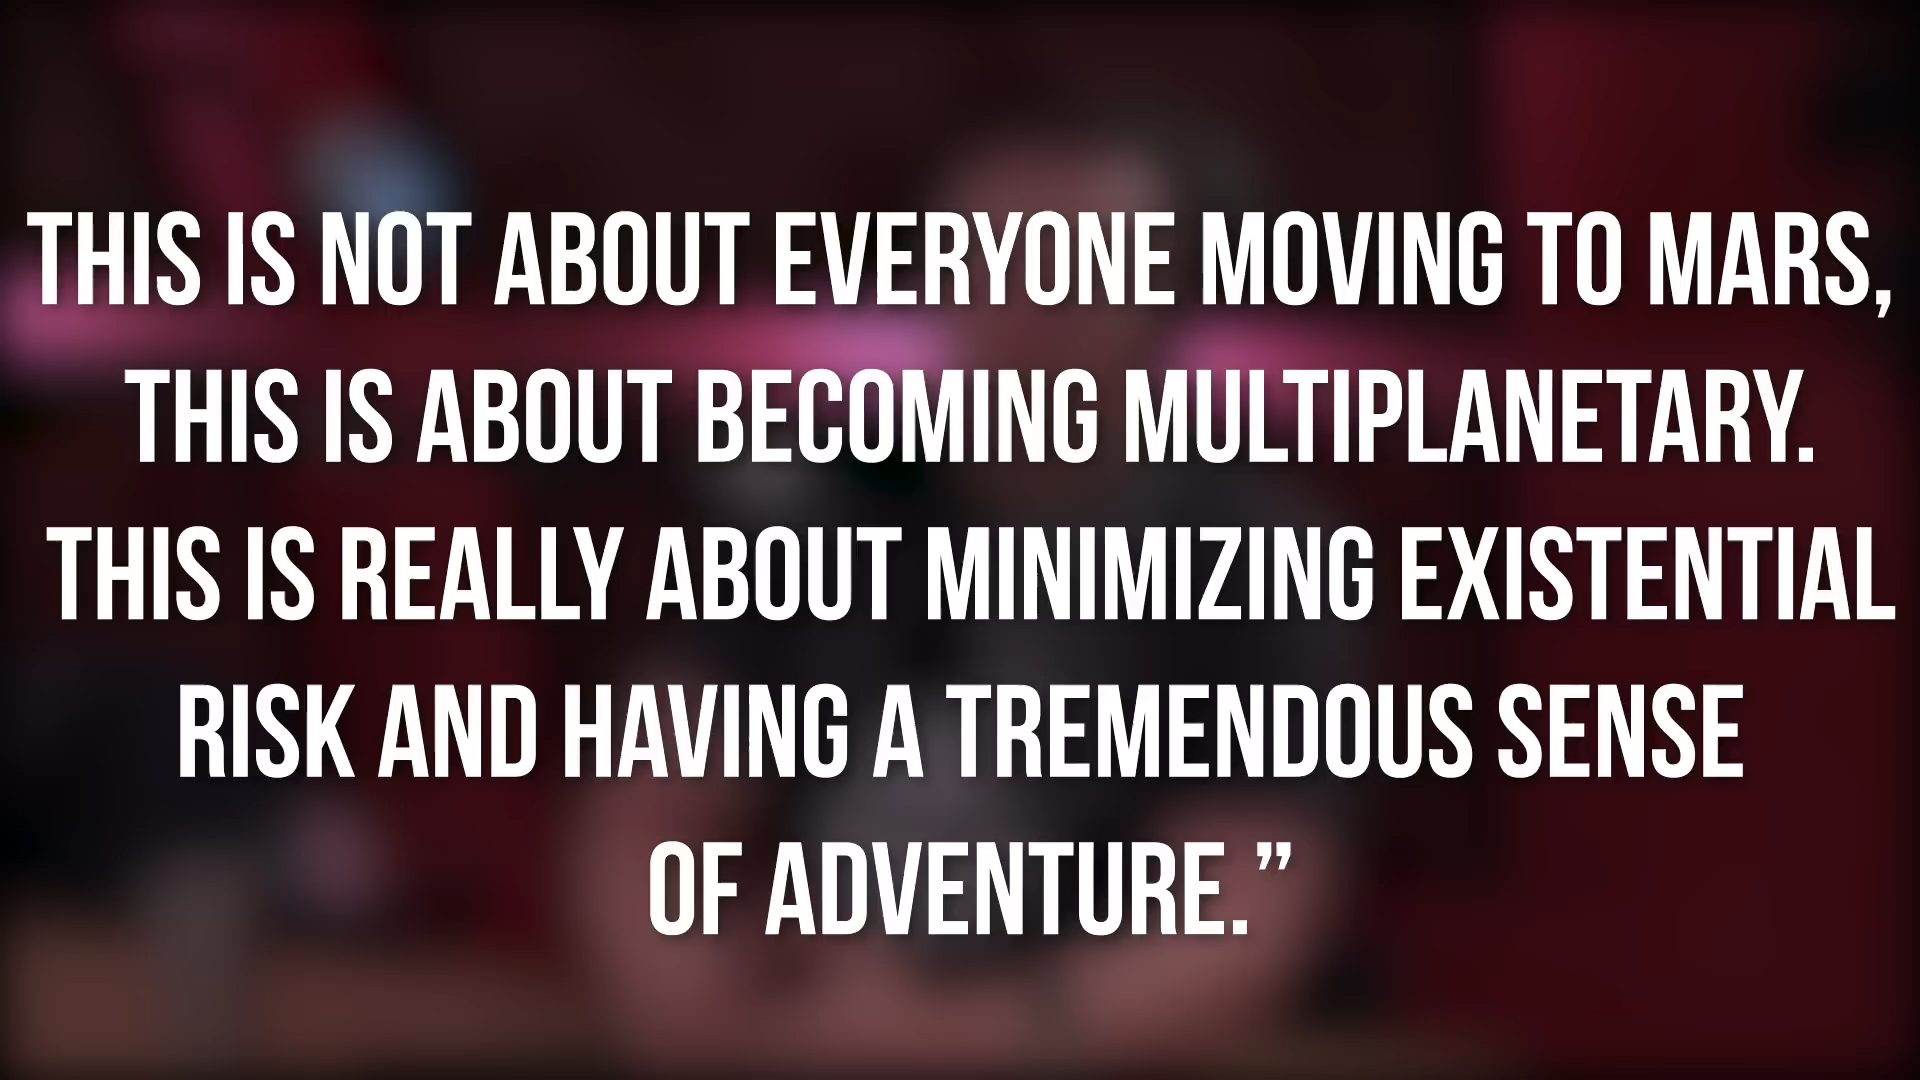 THIS IS NOT ABOUT EVERYONE MOVING TO MARS,
THIS IS ABOUT BECOMING MULTIPLANETARY.
THIS IS REALLY ABOUT MINIMIZING EXISTENTIAL
RISK AND HAVING A TREMENDOUS SENSE
OF ADVENTURE.”